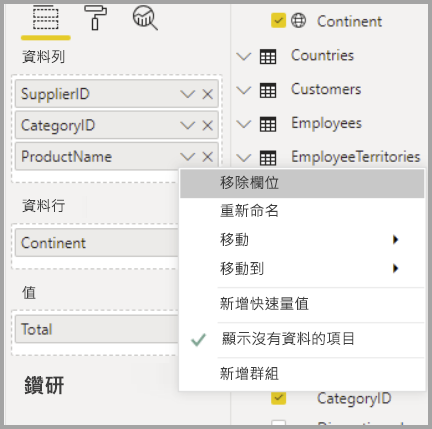 資料列
SupplierID
CategoryID
ProductName
資料行
Continent
值
Total
鑽研
Continent
Countries
Customers
Employees
EmployeeTerritories
移除欄位
重新命名
移動
移動到
新增快速量值
顯示沒有資料的項目
新增群組
CategoryID